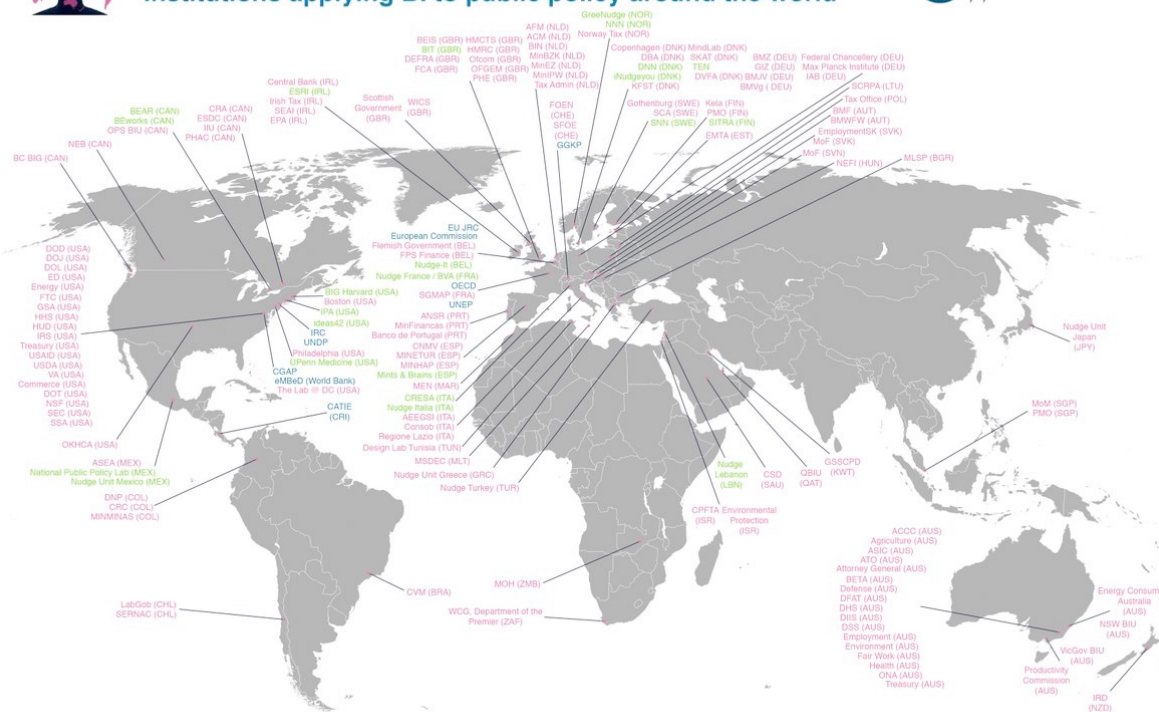 institutions applying BI to public policy around the world
GreeNudge (NOR)
NNN (NOR)
Norway Tax (NOR)
AFM (NLD)
ACM (NLD)
BIN (NLD)
MinBZK (NLD)
MinEZ (NLD)
MinIPW (NLD)
Tax Admin (NLD)
BEIS (GBR) HMCTS (GBR)
BIT (GBR) HMRC (GBR)
DEFRA (GBR) Ofcom (GBR)
FCA (GBR) OFGEM (GBR)
PHE (GBR)
Copenhagen (DNK) MindLab (DNK)
DBA (DNK) SKAT (DNK)
DNN (DNK) TEN
iNudgeyou (DNK) DVFA (DNK)
KFST (DNK)
BMZ (DEU) Federal Chancellery (DEU)
GIZ (DEU) Max Planck Institute (DEU)
BMJV (DEU) IAB (DEU)
BMVg ( DEU)
SCRPA (LTU)
Tax Office (POL)
BMF (AUT)
BMWFW (AUT)
EmploymentSK (SVK)
MoF (SVK)
MoF (SVN)
NEFI (HUN)
MLSP (BGR)
Gothenburg (SWE)
SCA (SWE)
SNN (SWE)
Kela (FIN)
PMO (FIN)
SITRA (FIN)
EMTA (EST)
FOEN
(CHE)
SFOE
(CHE)
GGKP
Central Bank (IRL)
ESRI (IRL)
Irish Tax (IRL)
SEAI (IRL)
EPA (IRL)
Scottish
Government
(GBR)
WICS
(GBR)
BEAR (CAN)
BEworks (CAN)
OPS BIU (CAN)
CRA (CAN)
ESDC (CAN)
IIU (CAN)
PHAC (CAN)
NEB (CAN)
BC BIG (CAN)
EU JRC
European Commission
Flemish Government (BEL)
FPS Finance (BEL)
Nudge-it (BEL)
Nudge France / BVA (FRA)
OECD
SGMAP (FRA)
UNEP
ANSR (PRT)
MinFinancas (PRT)
Banco de Portugal (PRT)
CNMV (ESP)
MINETUR (ESP)
MINHAP (ESP)
Mints & Brains (ESP)
MEN (MAR)
CRESA (ITA)
Nudge Italia (ITA)
AEEGSI (ITA)
Consob (ITA)
Regione Lazio (ITA)
Design Lab Tunisia (TUN)
MSDEC (MLT)
Nudge Unit Greece (GRC)
Nudge Turkey (TUR)
DOD (USA)
DOJ (USA)
DOL (USA)
ED (USA)
Energy (USA)
FTC (USA)
GSA (USA)
HHS (USA)
HUD (USA)
IRS (USA)
Treasury (USA)
USAID (USA)
USDA (USA)
VA (USA)
Commerce (USA)
DOT (USA)
NSF (USA)
SEC (USA)
SSA (USA)
OKHCA (USA)
BIG Harvard (USA)
Boston (USA)
IPA (USA)
ideas42 (USA)
IRC
UNDP
Philadelphia (USA)
UPenn Medicine (USA)
CGAP
eMBeD (World Bank)
The Lab @ DC (USA)
CATIE
(CRI)
ASEA (MEX)
National Public Policy Lab (MEX)
Nudge Unit Mexico (MEX)
DNP (COL)
CRC (COL)
MINMINAS (COL)
LabGob (CHL)
SERNAC (CHL)
CVM (BRA)
MOH (ZMB)
WCG, Department of the
Premier (ZAF)
Nudge
Lebanon
(LBN)
CSD
(SAU)
QBIU
(QAT)
GSSCPD
(KWT)
CPFTA
(ISR)
Environmental
Protection
(ISR)
Nudge Unit
Japan
(JPY)
MoM (SGP)
PMO (SGP)
ACCC (AUS)
Agriculture (AUS)
ASIC (AUS)
ATO (AUS)
Attorney General (AUS)
BETA (AUS)
Defense (AUS)
DFAT (AUS)
DHS (AUS)
DIIS (AUS)
DSS (AUS)
Employment (AUS)
Environment (AUS)
Fair Work (AUS)
Health (AUS)
ONA (AUS)
Treasury (AUS)
Energy Consum
Australia
(AUS)
NSW BIU
(AUS)
VicGov BIU
(AUS)
Productivity
Commission
(AUS)
IRD
(NZD)